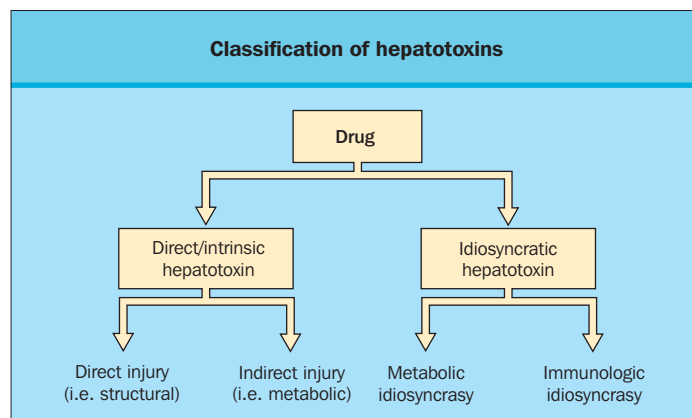 Classification of hepatotoxins
Drug
Direct/intrinsic
hepatotoxin
Idiosyncratic
hepatotoxin
Direct injury
(i.e. structural)
Indirect injury
(i.e. metabolic)
Metabolic
idiosyncrasy
Immunologic
idiosyncrasy